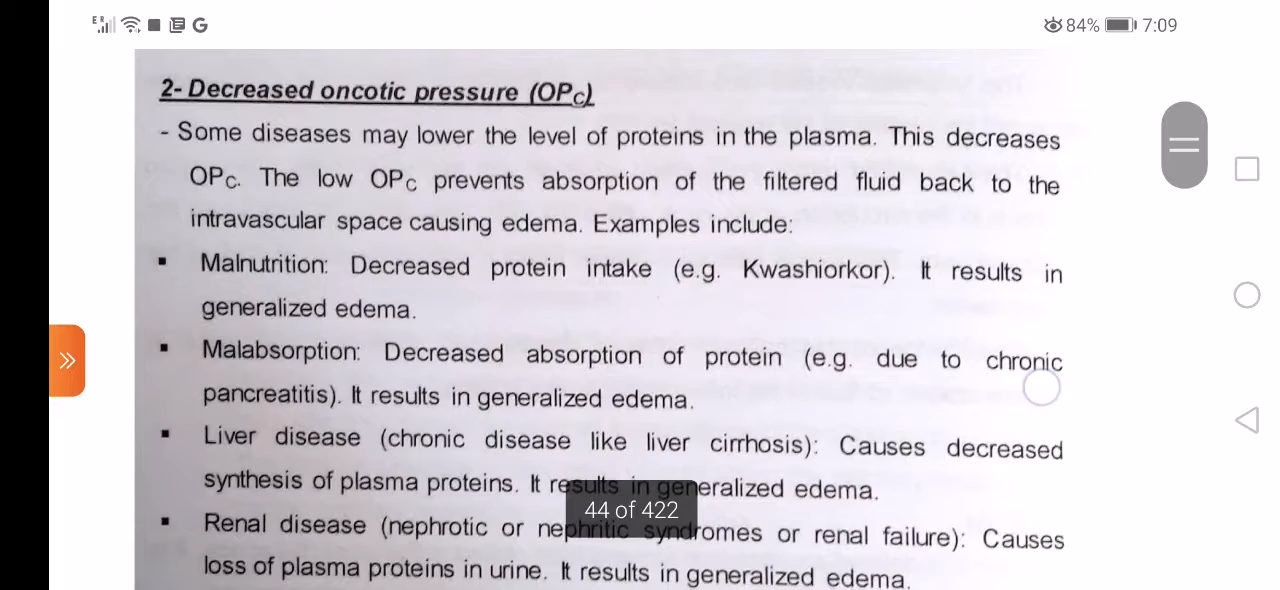 84% 7:09
2- Decreased oncotic pressure (OPc)
- Some diseases may lower the level of proteins in the plasma. This decreases
OPc. The low OPc prevents absorption of the filtered fluid back to the
intravascular space causing edema. Examples include:
▪ Malnutrition: Decreased protein intake (e.g. Kwashiorkor). It results in
generalized edema.
▪ Malabsorption: Decreased absorption of protein (e.g. due to chronic
pancreatitis). It results in generalized edema.
▪ Liver disease (chronic disease like liver cirrhosis): Causes decreased
synthesis of plasma proteins. It results in generalized edema.
44 of 422
▪ Renal disease (nephrotic or nephritic syndromes or renal failure): Causes
loss of plasma proteins in urine. It results in generalized edema.